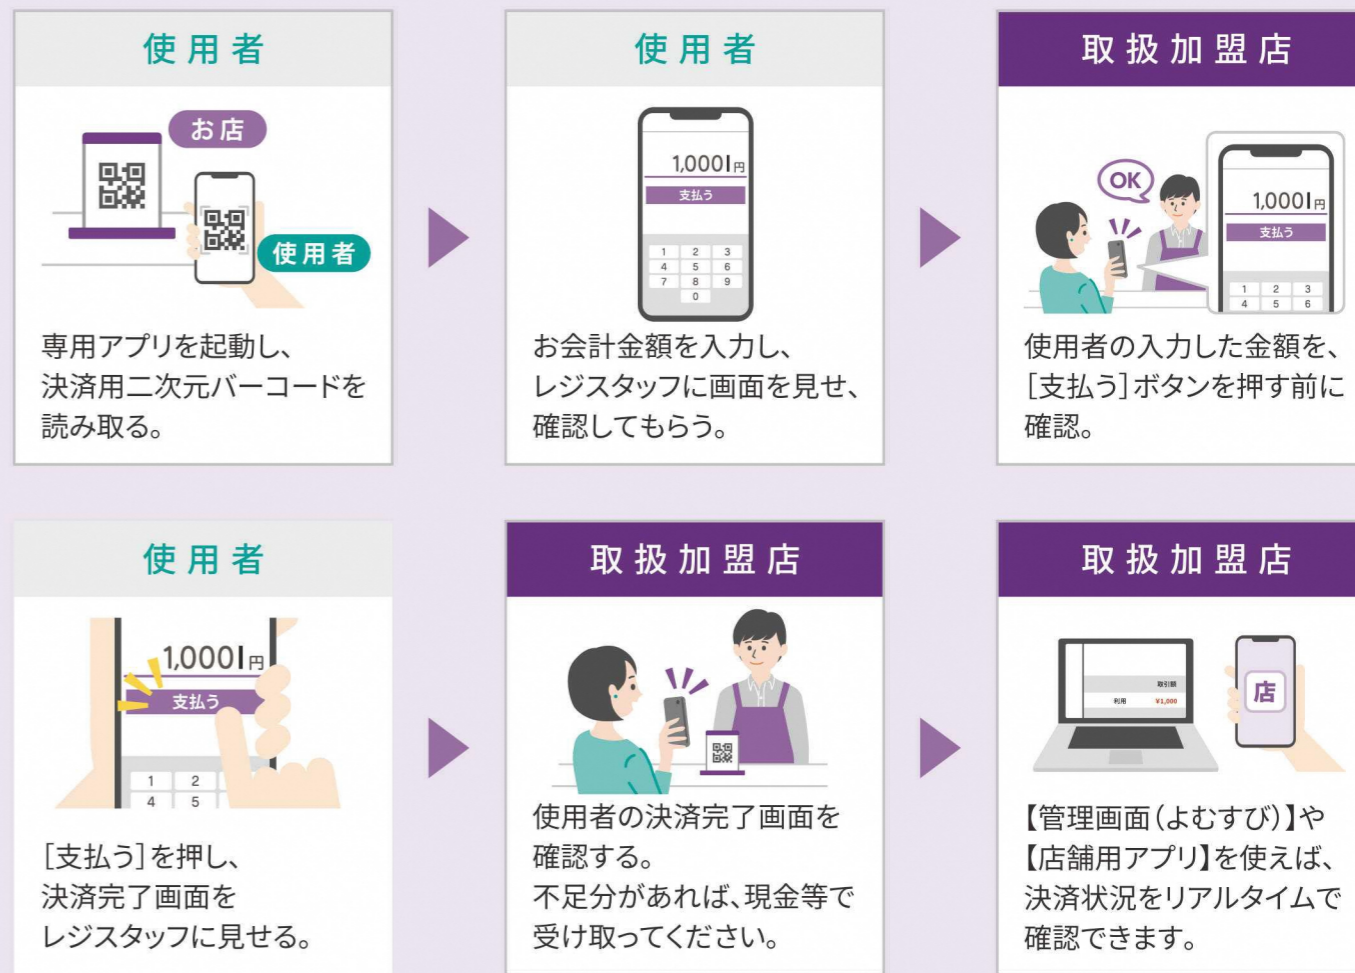 使用者
お店
使用者
専用アプリを起動し、
決済用二次元バーコードを
読み取る。
使用者
1,000円
支払う
1 2 3
4 5 6
7 8 9
0
お会計金額を入力し、
レジスタッフに画面を見せ、
確認してもらう。
取扱加盟店
OK
1,000円
支払う
1 2 3
4 5 6
使用者の入力した金額を、
[支払う]ボタンを押す前に
確認。
使用者
1,000円
支払う
1 2
4 5
[支払う]を押し、
決済完了画面を
レジスタッフに見せる。
取扱加盟店
使用者の決済完了画面を
確認する。
不足分があれば、現金等で
受け取ってください。
取扱加盟店
取引額
利用 ¥1,000
店
【管理画面(よむすび)】や
【店舗用アプリ】を使えば、
決済状況をリアルタイムで
確認できます。